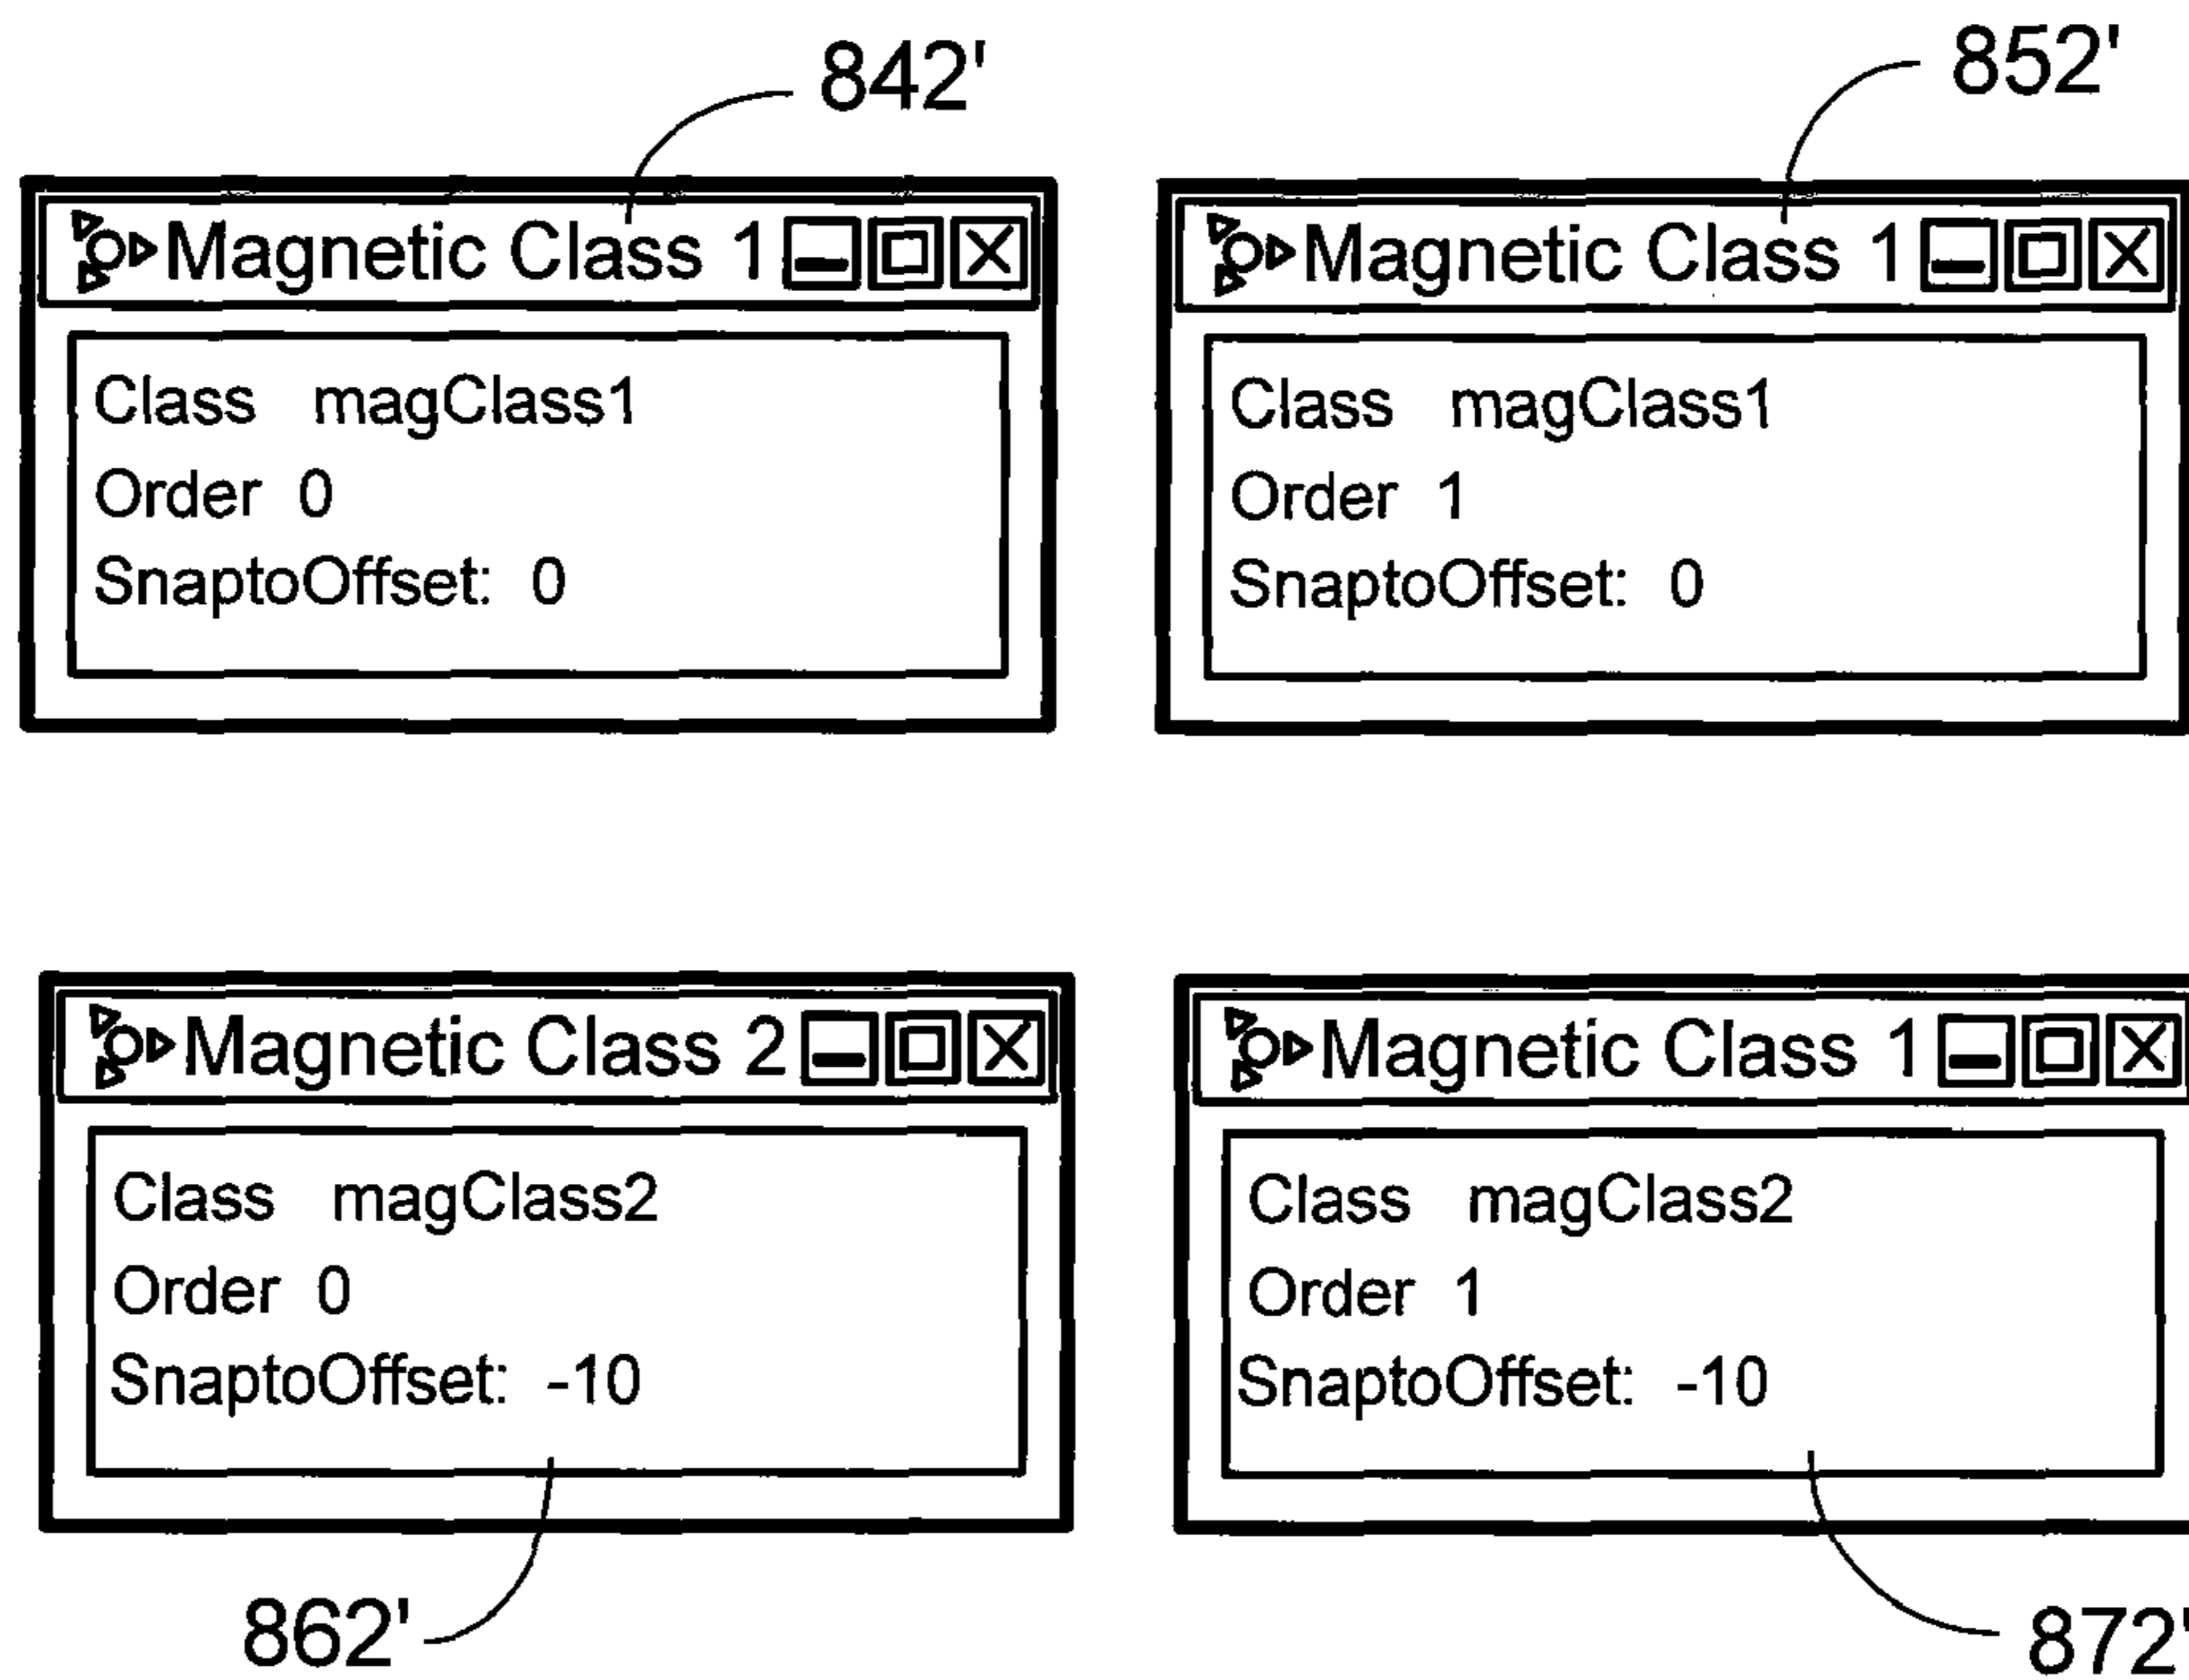 842'
852'
Magnetic Class 1
Magnetic Class 1
Class magClass1
Order 0
SnaptoOffset: 0
Class magClass1
Order 1
SnaptoOffset: 0
Magnetic Class 2
Magnetic Class 1
Class magClass2
Order 0
SnaptoOffset: -10
Class magClass2
Order 1
SnaptoOffset: -10
862'
872'